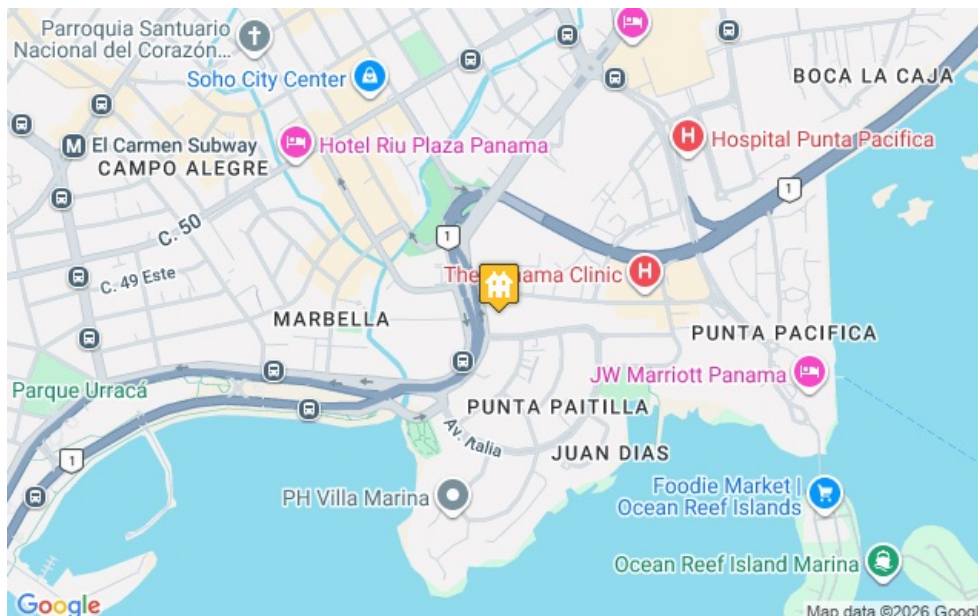 Parroquia Santuario
Nacional del Corazón...
Soho City Center
BOCA LA CAJA
M
El Carmen Subway
CAMPO ALEGRE
Hotel Riu Plaza Panama
H
Hospital Punta Pacifica
1
C. 50
1
C. 49 Este
The
nama Clinic
H
MARBELLA
PUNTA PACIFICA
Parque Urracá
JW Marriott Panama
PUNTA PAITILLA
Av. Italia
JUAN DIAS
1
PH Villa Marina
Foodie Market |
Ocean Reef Islands
Ocean Reef Island Marina
Google
Map data ©2026 Google